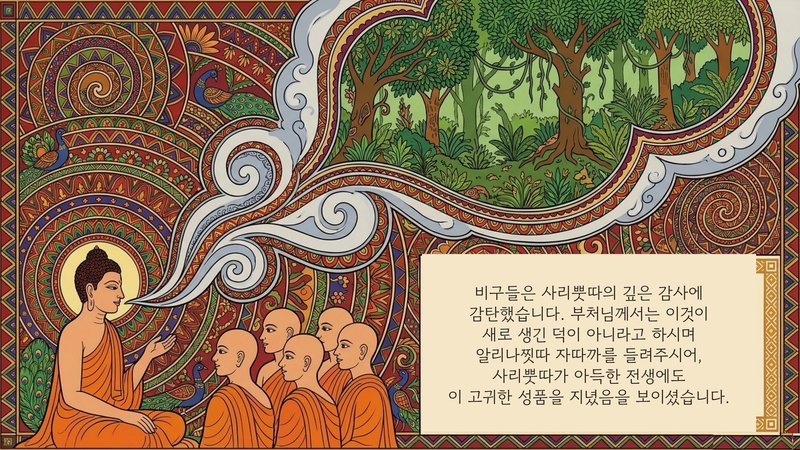 비구들은 사리뿟따의 깊은 감사에
감탄했습니다. 부처님께서는 이것이
새로 생긴 덕이 아니라고 하시며
알리나찟따 자따까를 들려주시어,
사리뿟따가 아득한 전생에도
이 고귀한 성품을 지녔음을 보이셨습니다.